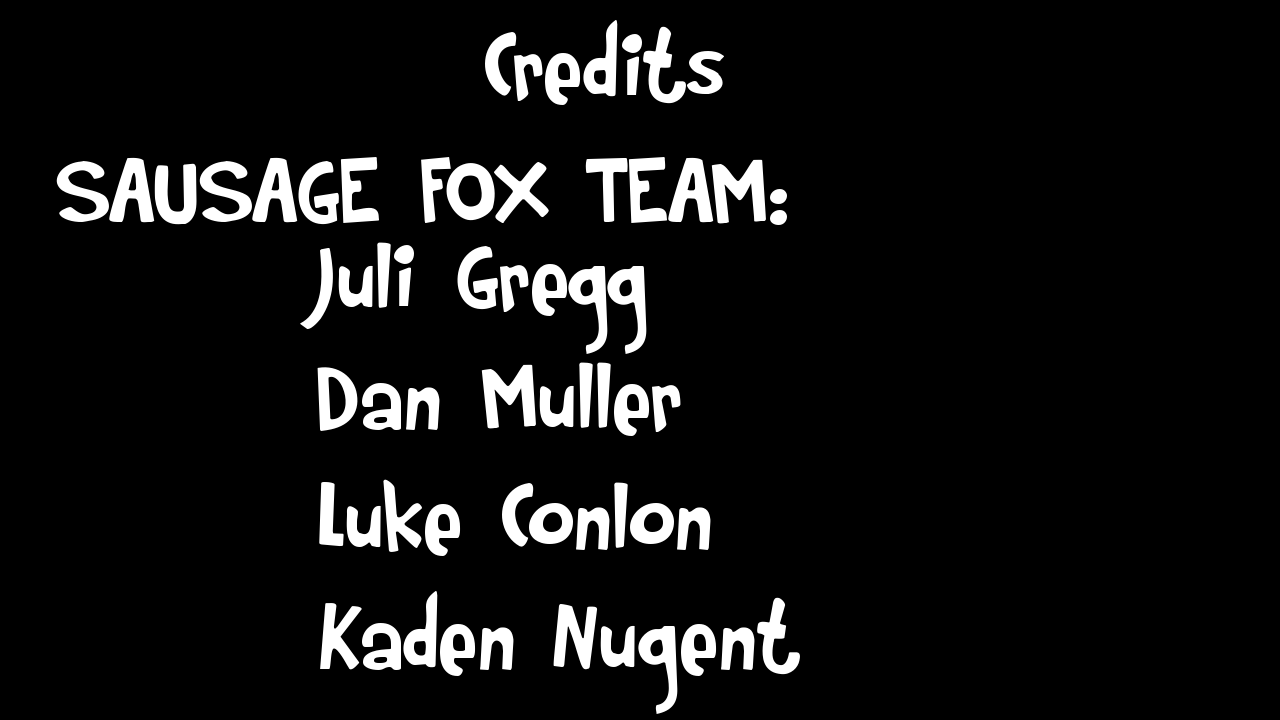 Credits
SAUSAGE FOX TEAM:
Juli Gregg
Dan Muller
Luke Conlon
Kaden Nugent